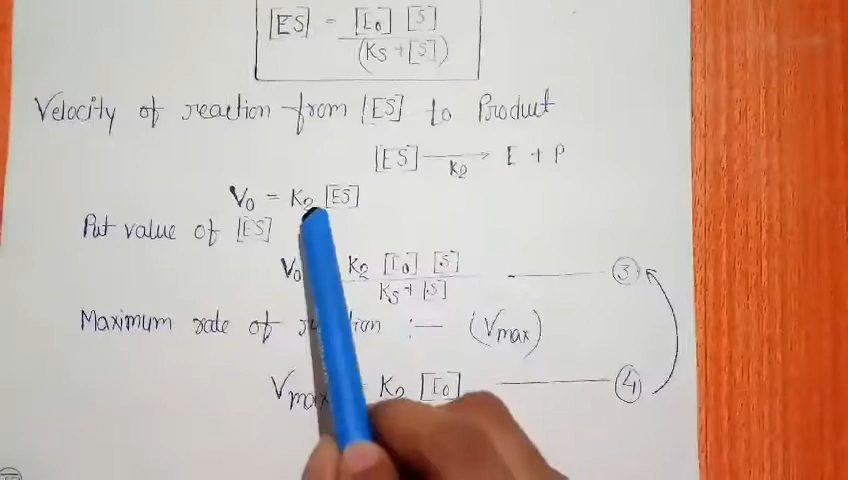 [ES] = [E₀] [S]
(Ks + [S])
Velocity of reaction from [ES] to Product
[ES] ⟶ E + P
K₂
V₀ = K₂ [ES]
Put value of [ES]
V₀ K₂ [E₀] [S] ——— ③
Ks + [S]
Maximum rate of :— (Vmax)
Vmax = K₂ [E₀] ——— ④